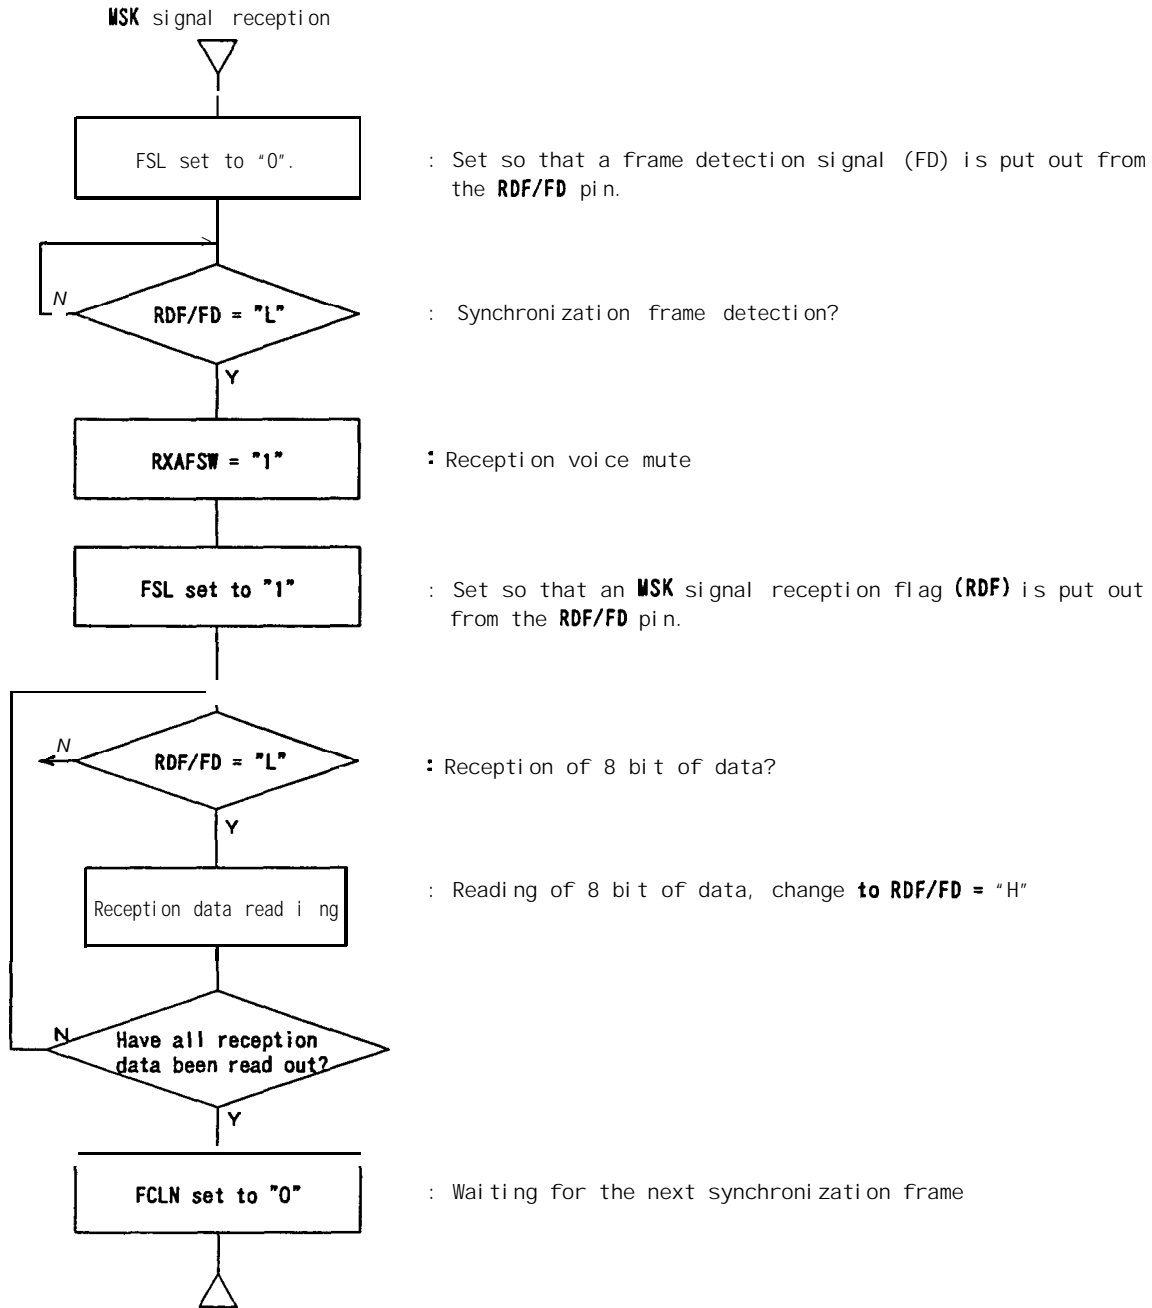 MSK signal reception
FSL set to "0".
: Set so that a frame detection signal (FD) is put out from
the RDF/FD pin.
N
RDF/FD = "L"
: Synchronization frame detection?
Y
RXAFSW = "1"
: Reception voice mute
FSL set to "1"
: Set so that an MSK signal reception flag (RDF) is put out
from the RDF/FD pin.
N
RDF/FD = "L"
: Reception of 8 bit of data?
Y
Reception data reading
: Reading of 8 bit of data, change to RDF/FD = "H"
N
Have all reception
data been read out?
Y
FCLN set to "0"
: Waiting for the next synchronization frame